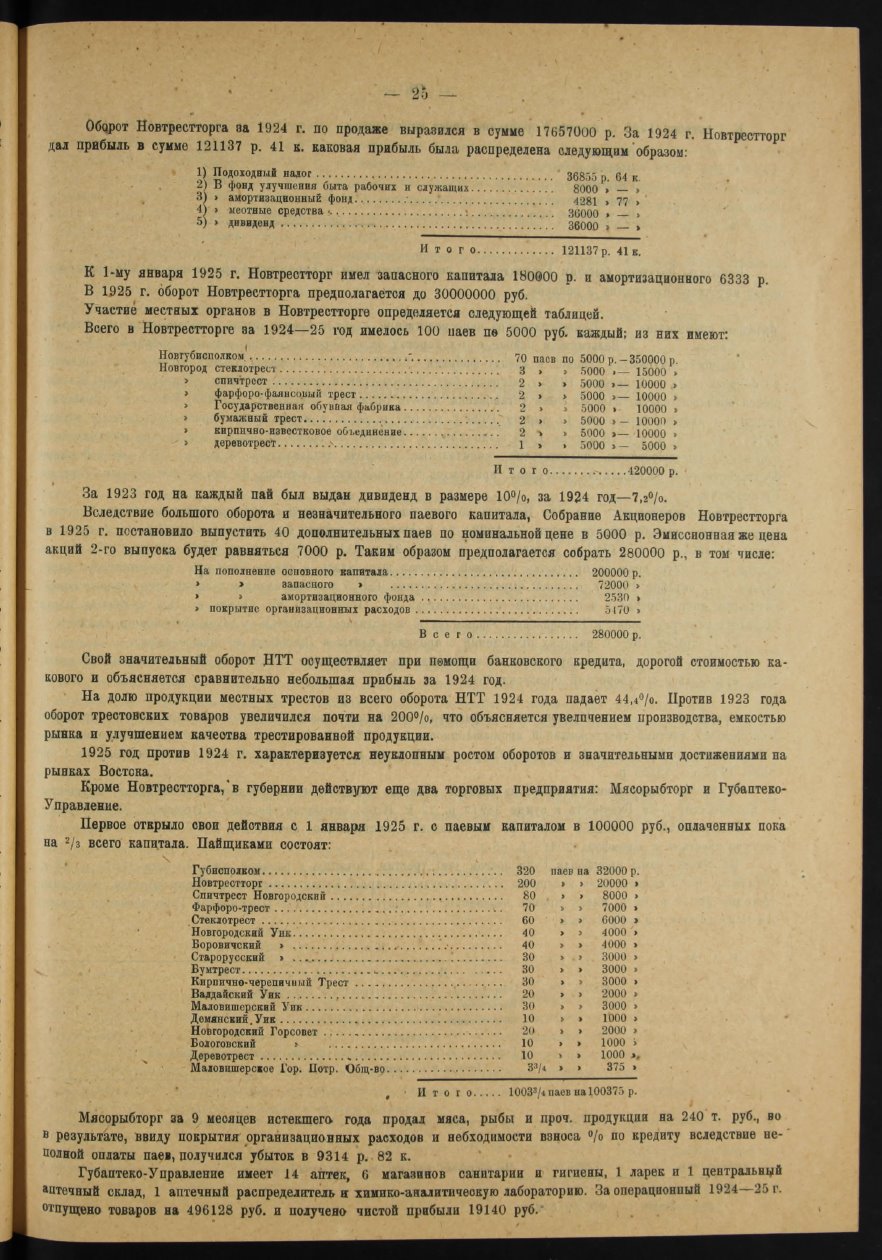 — 25 —
Оборот Новтрестторга за 1924 г. по продаже выразился в сумме 17657000 р. За 1924 г. Новтрестторг
дал прибыль в сумме 121137 р. 41 к. каковая прибыль была распределена следующим образом:
1) Подоходный налог ........ 36855 р. 64 к.
2) В фонд улучшения быта рабочих и служащих ........ 8000 » — »
3) » амортизационный фонд ........ 4281 » 77 »
4) » местные средства ........ 36000 » — »
5) » дивиденд ........ 36000 » — »
Итого ........ 121137 р. 41 к.
К 1-му января 1925 г. Новтрестторг имел запасного капитала 180000 р. и амортизационного 6333 р.
В 1925 г. оборот Новтрестторга предполагается до 30000000 руб.
Участие местных органов в Новтрестторге определяется следующей таблицей.
Всего в Новтрестторге за 1924—25 год имелось 100 паев по 5000 руб. каждый; из них имеют:
Новгубисполком ........ 70 паев по 5000 р. — 350000 р.
Новгород стеклотрест ........ 3 » » 5000 » — 15000 »
» спичтрест ........ 2 » » 5000 » — 10000 »
» фарфоро-фаянсовый трест ........ 2 » » 5000 » — 10000 »
» Государственная обувная фабрика ........ 2 » » 5000 » 10000 »
» бумажный трест ........ 2 » » 5000 » — 10000 »
» кирпично-известковое объединение ........ 2 » » 5000 » — 10000 »
» деревотрест ........ 1 » » 5000 » — 5000 »
Итого ........ 420000 р.
За 1923 год на каждый пай был выдан дивиденд в размере 10%, за 1924 год—7,2%.
Вследствие большого оборота и незначительного паевого капитала, Собрание Акционеров Новтрестторга
в 1925 г. постановило выпустить 40 дополнительных паев по номинальной цене в 5000 р. Эмиссионная же цена
акций 2-го выпуска будет равняться 7000 р. Таким образом предполагается собрать 280000 р., в том числе:
На пополнение основного капитала ........ 200000 р.
» » запасного » ........ 72000 »
» » амортизационного фонда ........ 2530 »
» покрытие организационных расходов ........ 5470 »
Всего ........ 280000 р.
Свой значительный оборот НТТ осуществляет при помощи банковского кредита, дорогой стоимостью ка-
кового и объясняется сравнительно небольшая прибыль за 1924 год.
На долю продукции местных трестов из всего оборота НТТ 1924 года падает 44,4%. Против 1923 года
оборот трестовских товаров увеличился почти на 200%, что объясняется увеличением производства, емкостью
рынка и улучшением качества трестированной продукции.
1925 год против 1924 г. характеризуется неуклонным ростом оборотов и значительными достижениями на
рынках Востока.
Кроме Новтрестторга, в губернии действуют еще два торговых предприятия: Мясорыбторг и Губаптеко-
Управление.
Первое открыло свои действия с 1 января 1925 г. с паевым капиталом в 100000 руб., оплаченных пока
на 2/3 всего капитала. Пайщиками состоят:
Губисполком ........ 320 паев на 32000 р.
Новтрестторг ........ 200 » » 20000 »
Спичтрест Новгородский ........ 80 » » 8000 »
Фарфоро-трест ........ 70 » » 7000 »
Стеклотрест ........ 60 » » 6000 »
Новгородский Уик ........ 40 » » 4000 »
Боровичский » ........ 40 » » 4000 »
Старорусский » ........ 30 » » 3000 »
Бумтрест ........ 30 » » 3000 »
Кирпично-черепичный Трест ........ 30 » » 3000 »
Валдайский Уик ........ 20 » » 2000 »
Маловишерский Уик ........ 30 » » 3000 »
Демянский Уик ........ 10 » » 1000 »
Новгородский Горсовет ........ 20 » » 2000 »
Бологовский » ........ 10 » » 1000 »
Деревотрест ........ 10 » » 1000 »
Маловишерское Гор. Потр. Общ-во ........ 3 3/4 » » 375 »
Итого ..... 1003 3/4 паев на 100375 р.
Мясорыбторг за 9 месяцев истекшего года продал мяса, рыбы и проч. продукции на 240 т. руб., но
в результате, ввиду покрытия организационных расходов и небходимости взноса % по кредиту вследствие не-
полной оплаты паев, получился убыток в 9314 р. 82 к.
Губаптеко-Управление имеет 14 аптек, 6 магазинов санитарии и гигиены, 1 ларек и 1 центральный
аптечный склад, 1 аптечный распределитель и химико-аналитическую лабораторию. За операционный 1924—25 г.
отпущено товаров на 496128 руб. и получено чистой прибыли 19140 руб.